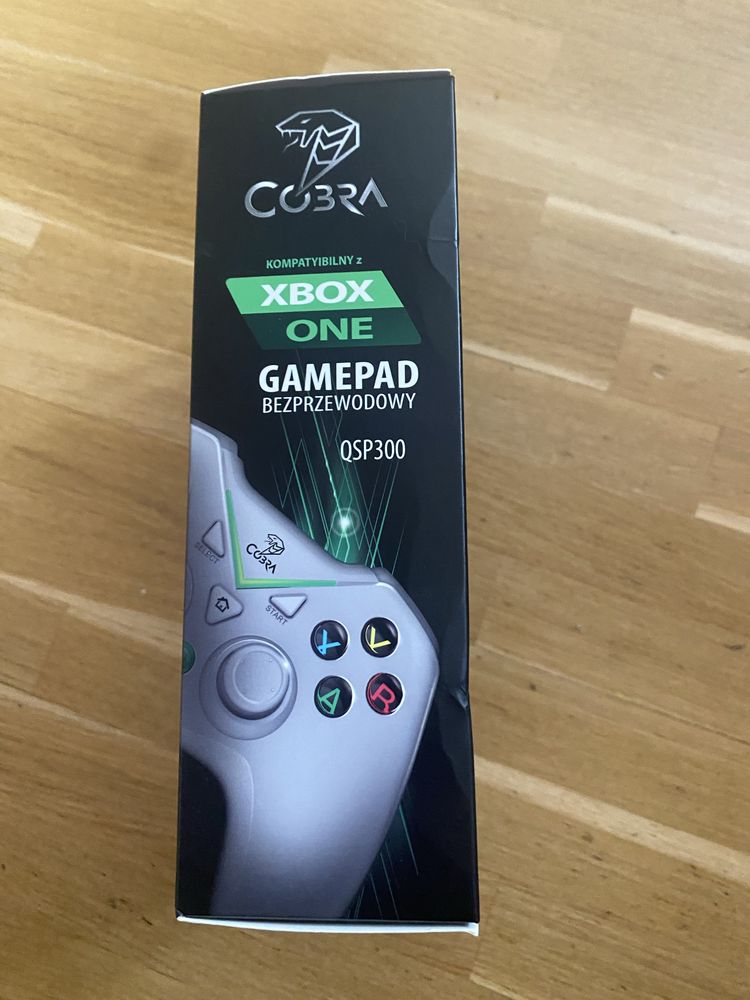 COBRA
KOMPATYIBILNY z
XBOX
ONE
GAMEPAD
BEZPRZEWODOWY
QSP300
COBRA
SELECT
START
X
Y
A
R